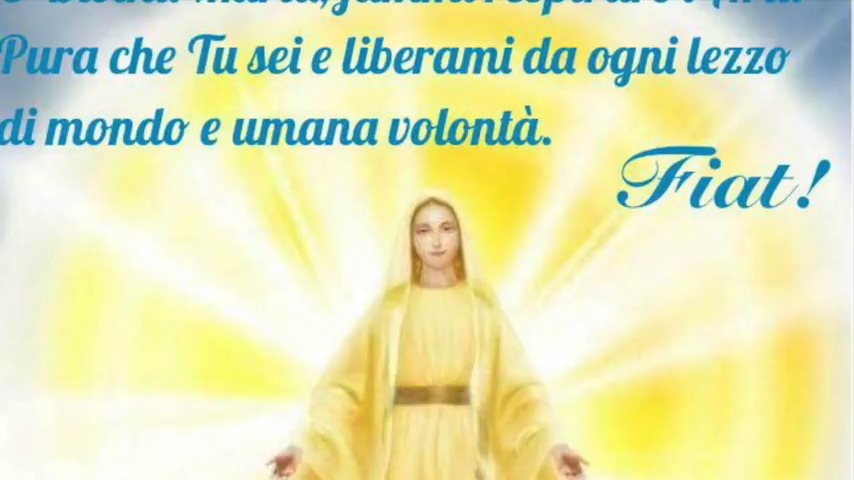 Pura che Tu sei e liberami da ogni lezzo
di mondo e umana volontà.
Fiat!